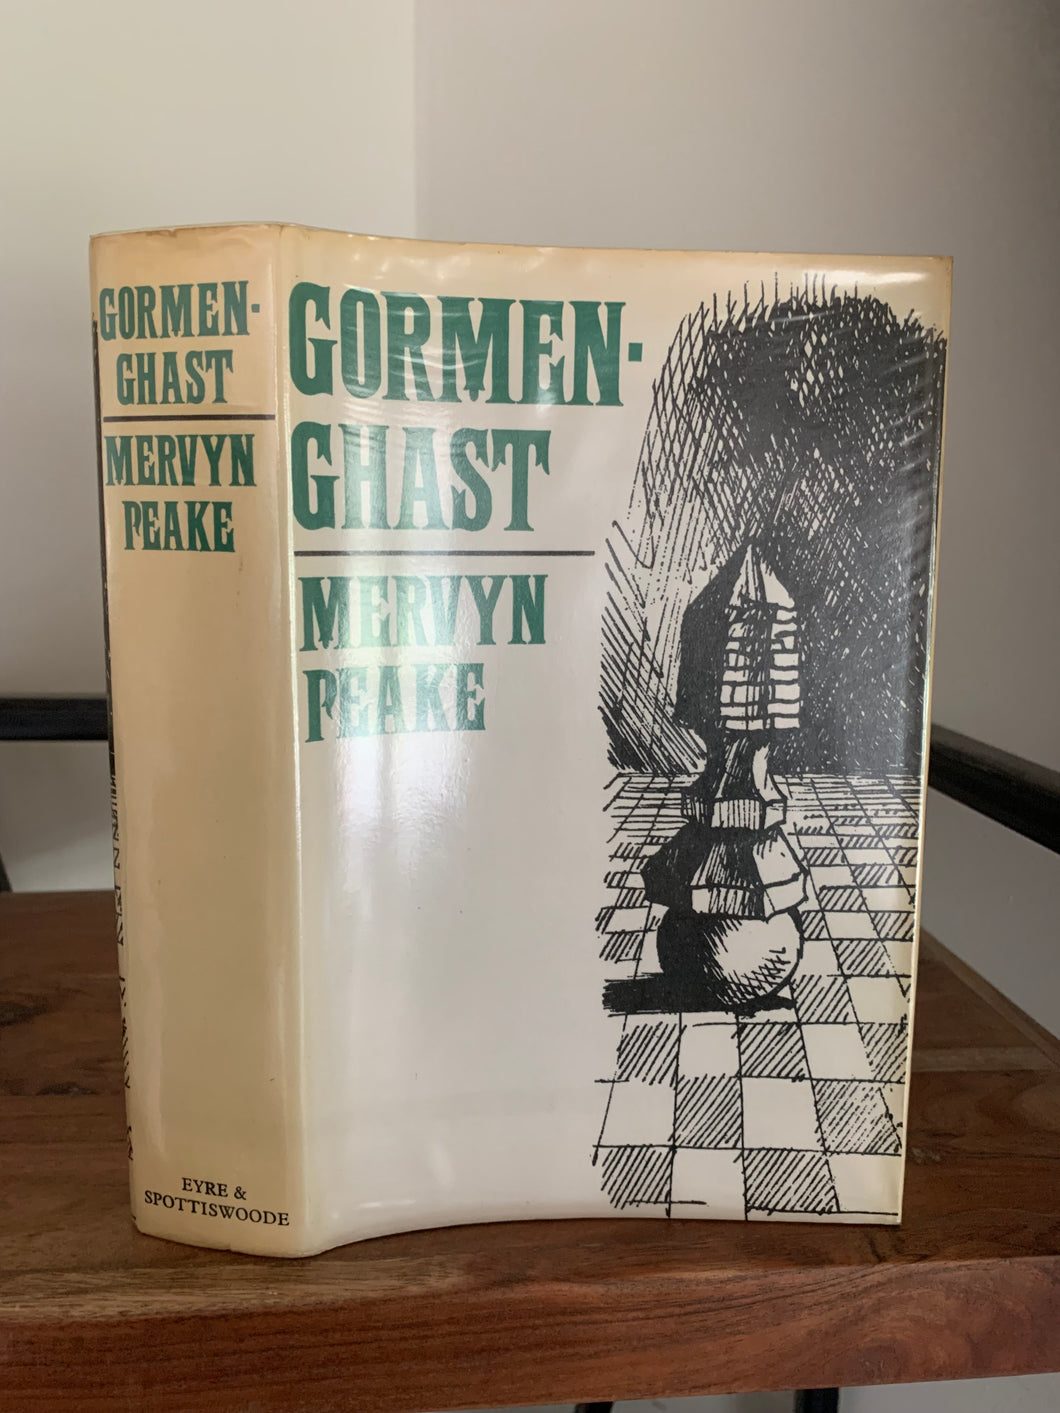 GORMEN-
GHAST
MERVYN
PEAKE
EYRE &
SPOTTISWOODE
GORMEN-
GHAST
MERVYN
PEAKE